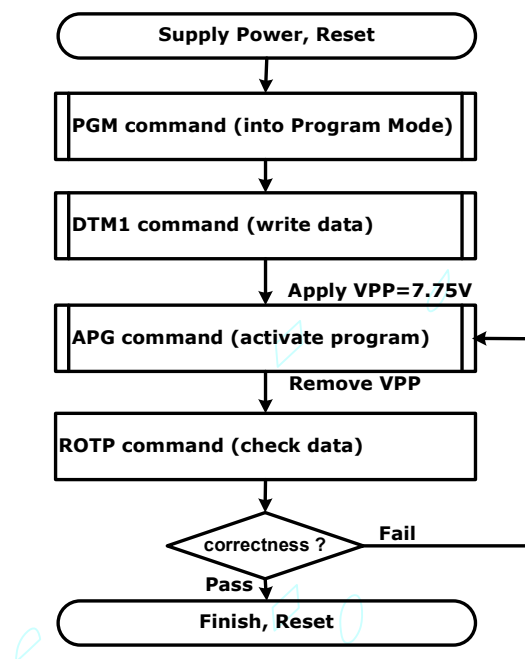 Supply Power, Reset
PGM command (into Program Mode)
DTM1 command (write data)
Apply VPP=7.75V
APG command (activate program)
Remove VPP
ROTP command (check data)
correctness ?
Fail
Pass
Finish, Reset